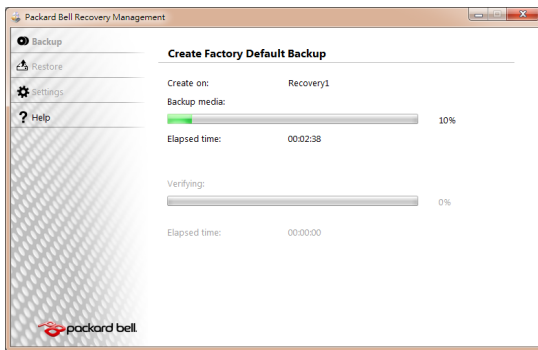 Packard Bell Recovery Management
Backup
Restore
Settings
? Help
Create Factory Default Backup
Create on: Recovery1
Backup media:
10%
Elapsed time: 00:02:38
Verifying:
0%
Elapsed time: 00:00:00
packard bell.